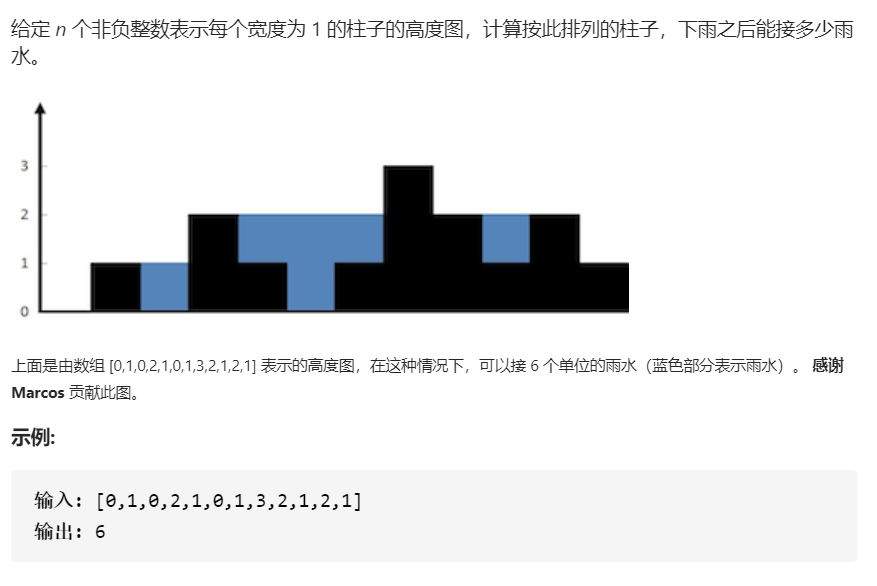 给定 n 个非负整数表示每个宽度为 1 的柱子的高度图，计算按此排列的柱子，下雨之后能接多少雨
水。
3
2
1
0
上面是由数组 [0,1,0,2,1,0,1,3,2,1,2,1] 表示的高度图，在这种情况下，可以接 6 个单位的雨水（蓝色部分表示雨水）。 感谢
Marcos 贡献此图。
示例:
输入: [0,1,0,2,1,0,1,3,2,1,2,1]
输出: 6